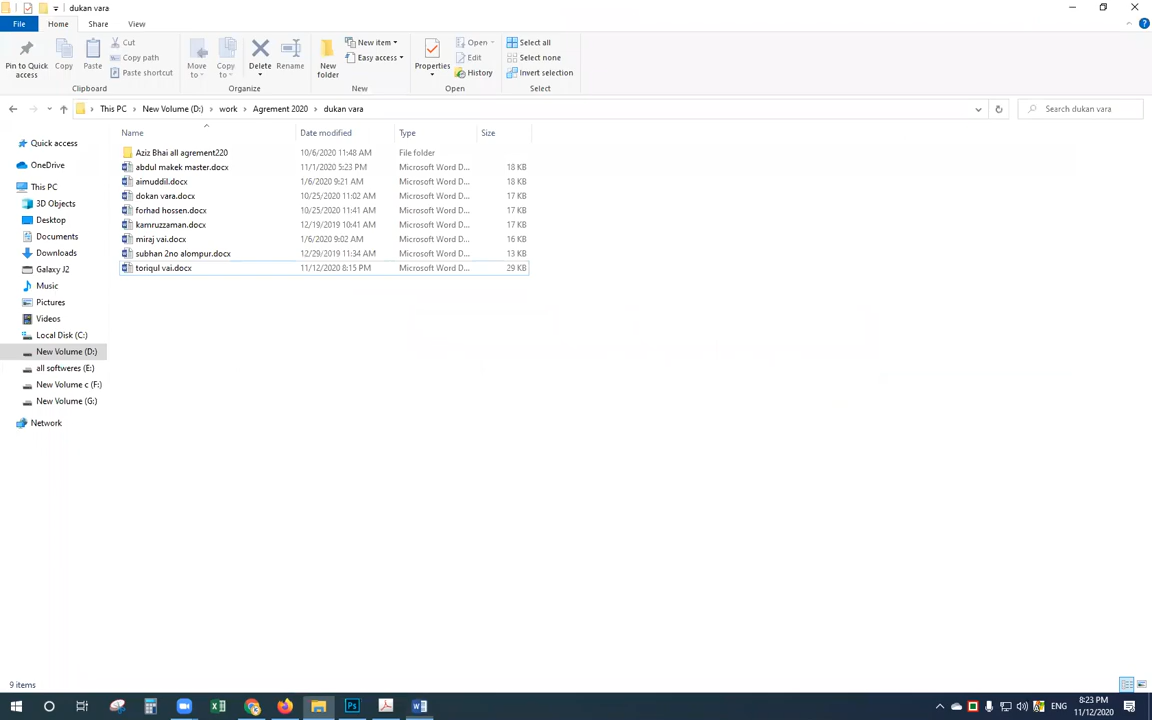 dukan vara
File Home Share View
Pin to Quick access
Copy
Paste
Cut
Copy path
Paste shortcut
Clipboard
Move to
Copy to
Delete
Rename
Organize
New folder
New item
Easy access
New
Properties
Open
Edit
History
Open
Select all
Select none
Invert selection
Select
This PC New Volume (D:) work Agrement 2020 dukan vara Search dukan vara
Name Date modified Type Size
Quick access
OneDrive
This PC
3D Objects
Desktop
Documents
Downloads
Galaxy J2
Music
Pictures
Videos
Local Disk (C:)
New Volume (D:)
all softweres (E:)
New Volume c (F:)
New Volume (G:)
Network
Aziz Bhai all agrement220 10/6/2020 11:48 AM File folder
abdul makek master.docx 11/1/2020 5:23 PM Microsoft Word D... 18 KB
aimuddil.docx 1/6/2020 9:21 AM Microsoft Word D... 18 KB
dokan vara.docx 10/25/2020 11:02 AM Microsoft Word D... 17 KB
forhad hossen.docx 10/25/2020 11:41 AM Microsoft Word D... 17 KB
kamruzzaman.docx 12/19/2019 10:41 AM Microsoft Word D... 17 KB
miraj vai.docx 1/6/2020 9:02 AM Microsoft Word D... 16 KB
subhan 2no alompur.docx 12/29/2019 11:34 AM Microsoft Word D... 13 KB
toriqul vai.docx 11/12/2020 8:15 PM Microsoft Word D... 29 KB
9 items
ENG
8:23 PM
11/12/2020